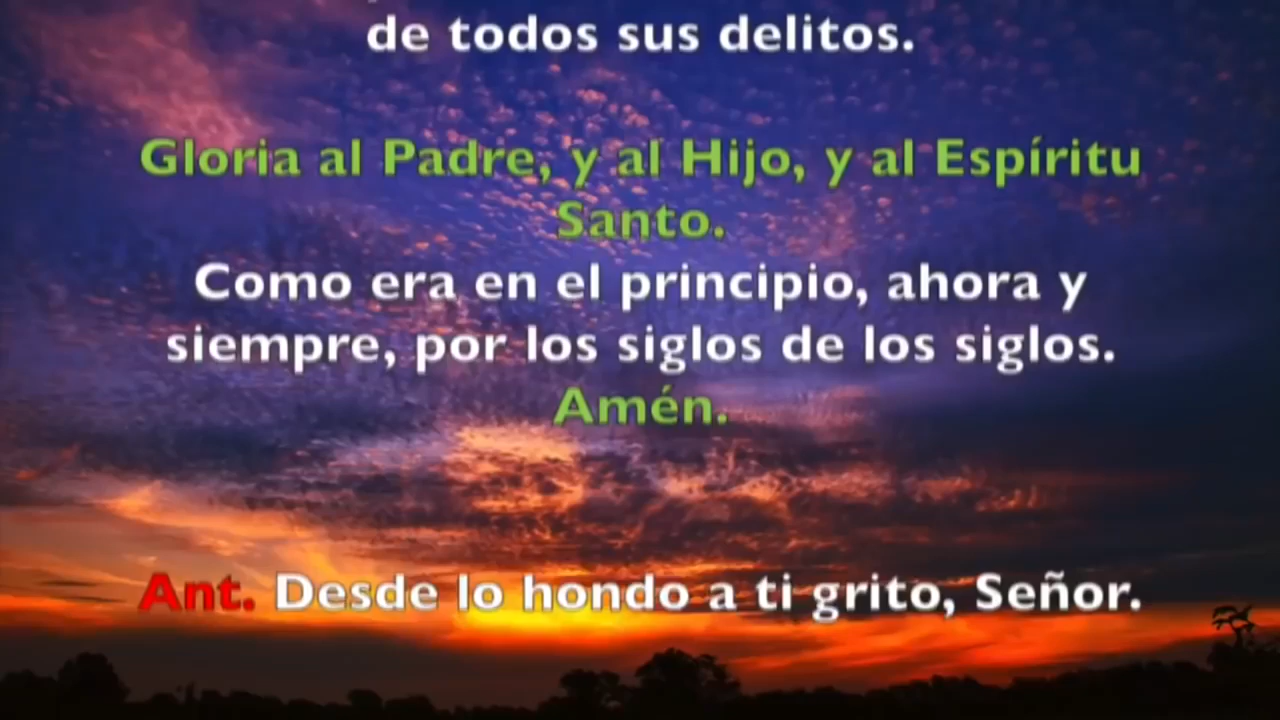 de todos sus delitos.
Gloria al Padre, y al Hijo, y al Espíritu
Santo.
Como era en el principio, ahora y
siempre, por los siglos de los siglos.
Amén.
Ant. Desde lo hondo a ti grito, Señor.